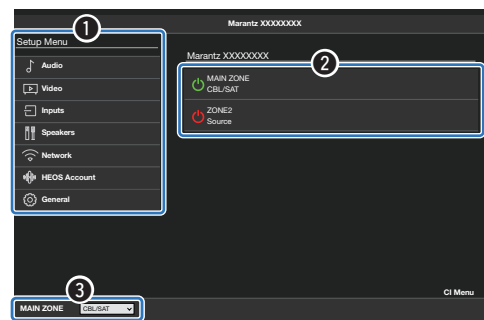 Marantz XXXXXXXX
1
Setup Menu
Audio
Video
Inputs
Speakers
Network
HEOS Account
General
Marantz XXXXXXXX
2
MAIN ZONE
CBL/SAT
ZONE2
Source
CI Menu
3
MAIN ZONE CBL/SAT